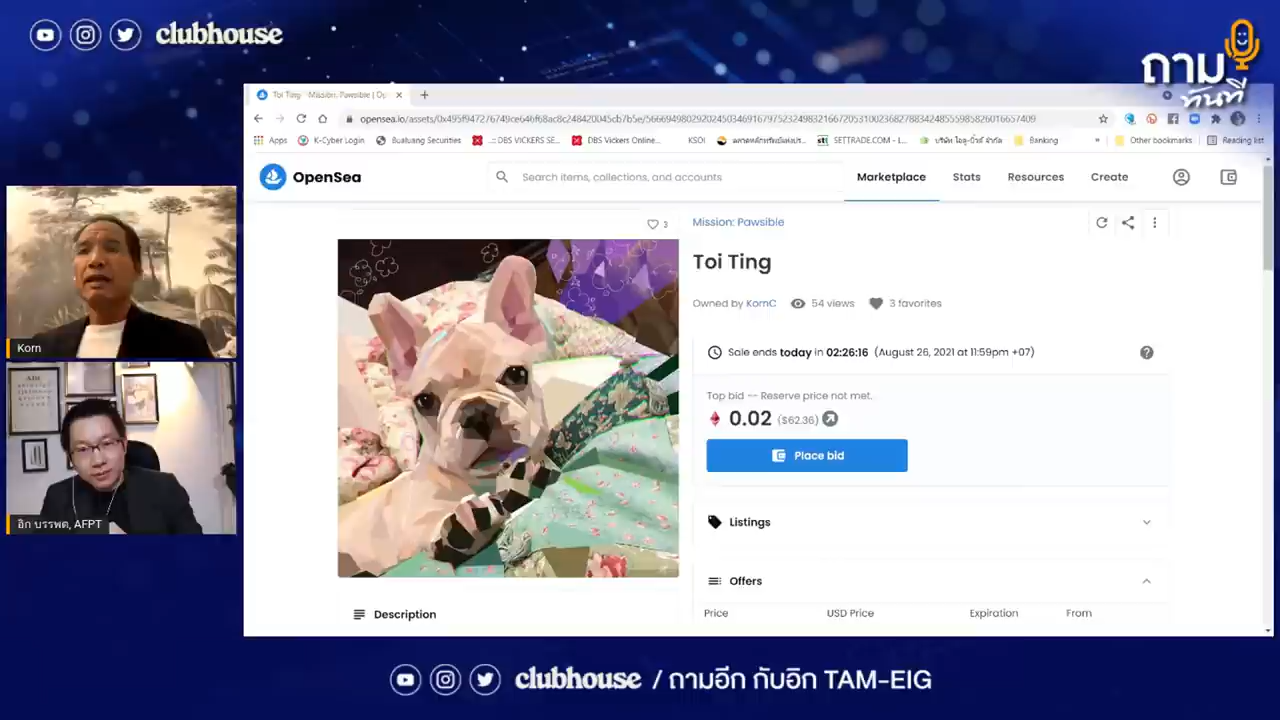 clubhouse
ถาม
ทันที
Toi Ting - Mission: Pawsible | Op
opensea.io/assets/0x495f947276749ce646f68ac8c248420045cb7b5e/
Apps K-Cyber Login Bualuang Securities ::: DBS VICKERS SE... DBS Vickers Online... KSOI SETTRADE.COM - L... Banking » Other bookmarks Reading list
OpenSea
Search items, collections, and accounts
Marketplace Stats Resources Create
3
Mission: Pawsible
Toi Ting
Owned by KornC 54 views 3 favorites
Sale ends today in 02:26:16 (August 26, 2021 at 11:59pm +07)
Top bid -- Reserve price not met.
0.02 ($62.36)
Place bid
Listings
Offers
Price USD Price Expiration From
Description
Korn
อิก บรรพต, AFPT
clubhouse / ถามอีก กับอิก TAM-EIG